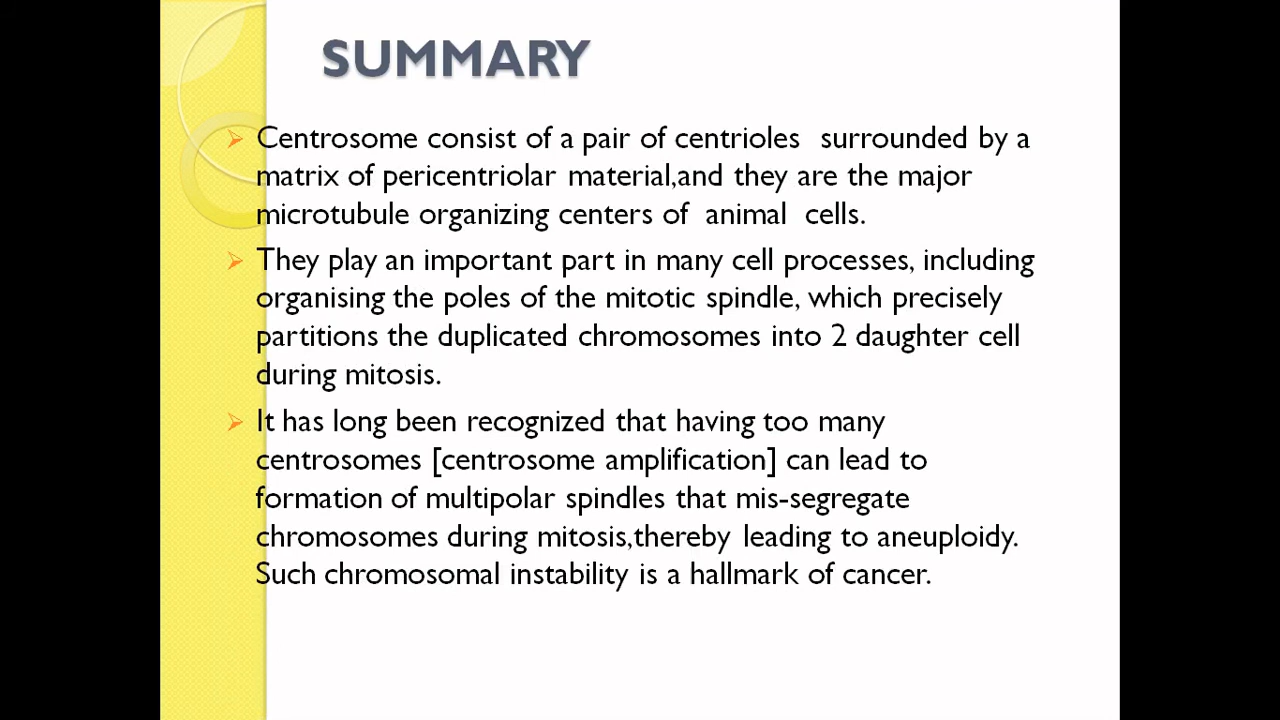 SUMMARY
Centrosome consist of a pair of centrioles surrounded by a
matrix of pericentriolar material,and they are the major
microtubule organizing centers of animal cells.
They play an important part in many cell processes, including
organising the poles of the mitotic spindle, which precisely
partitions the duplicated chromosomes into 2 daughter cell
during mitosis.
It has long been recognized that having too many
centrosomes [centrosome amplification] can lead to
formation of multipolar spindles that mis-segregate
chromosomes during mitosis,thereby leading to aneuploidy.
Such chromosomal instability is a hallmark of cancer.